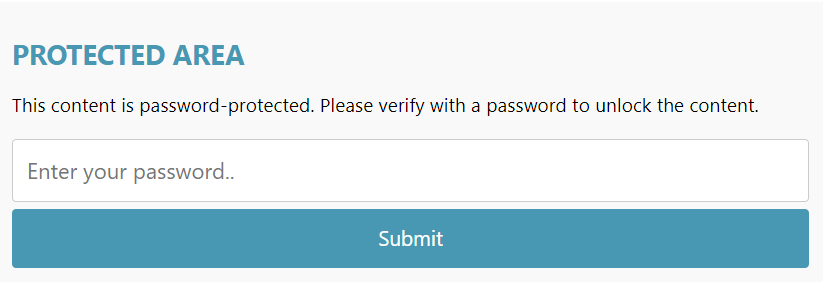 PROTECTED AREA
This content is password-protected. Please verify with a password to unlock the content.
Enter your password..
Submit